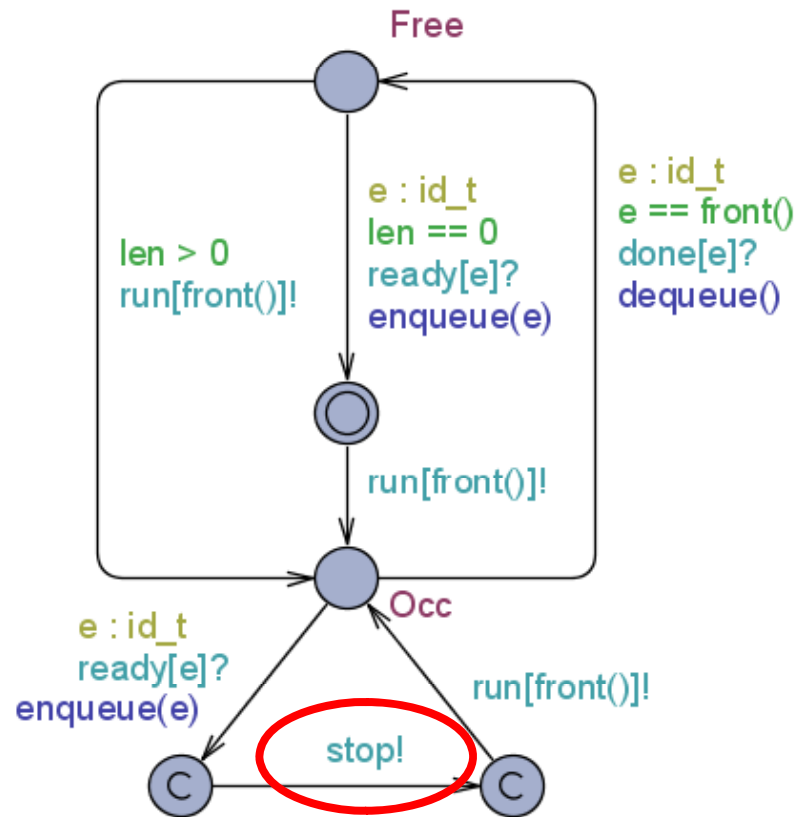 Free
len > 0
run[front()]!
e : id_t
len == 0
ready[e]?
enqueue(e)
e : id_t
e == front()
done[e]?
dequeue()
run[front()]!
Occ
e : id_t
ready[e]?
enqueue(e)
stop!
run[front()]!
C
C